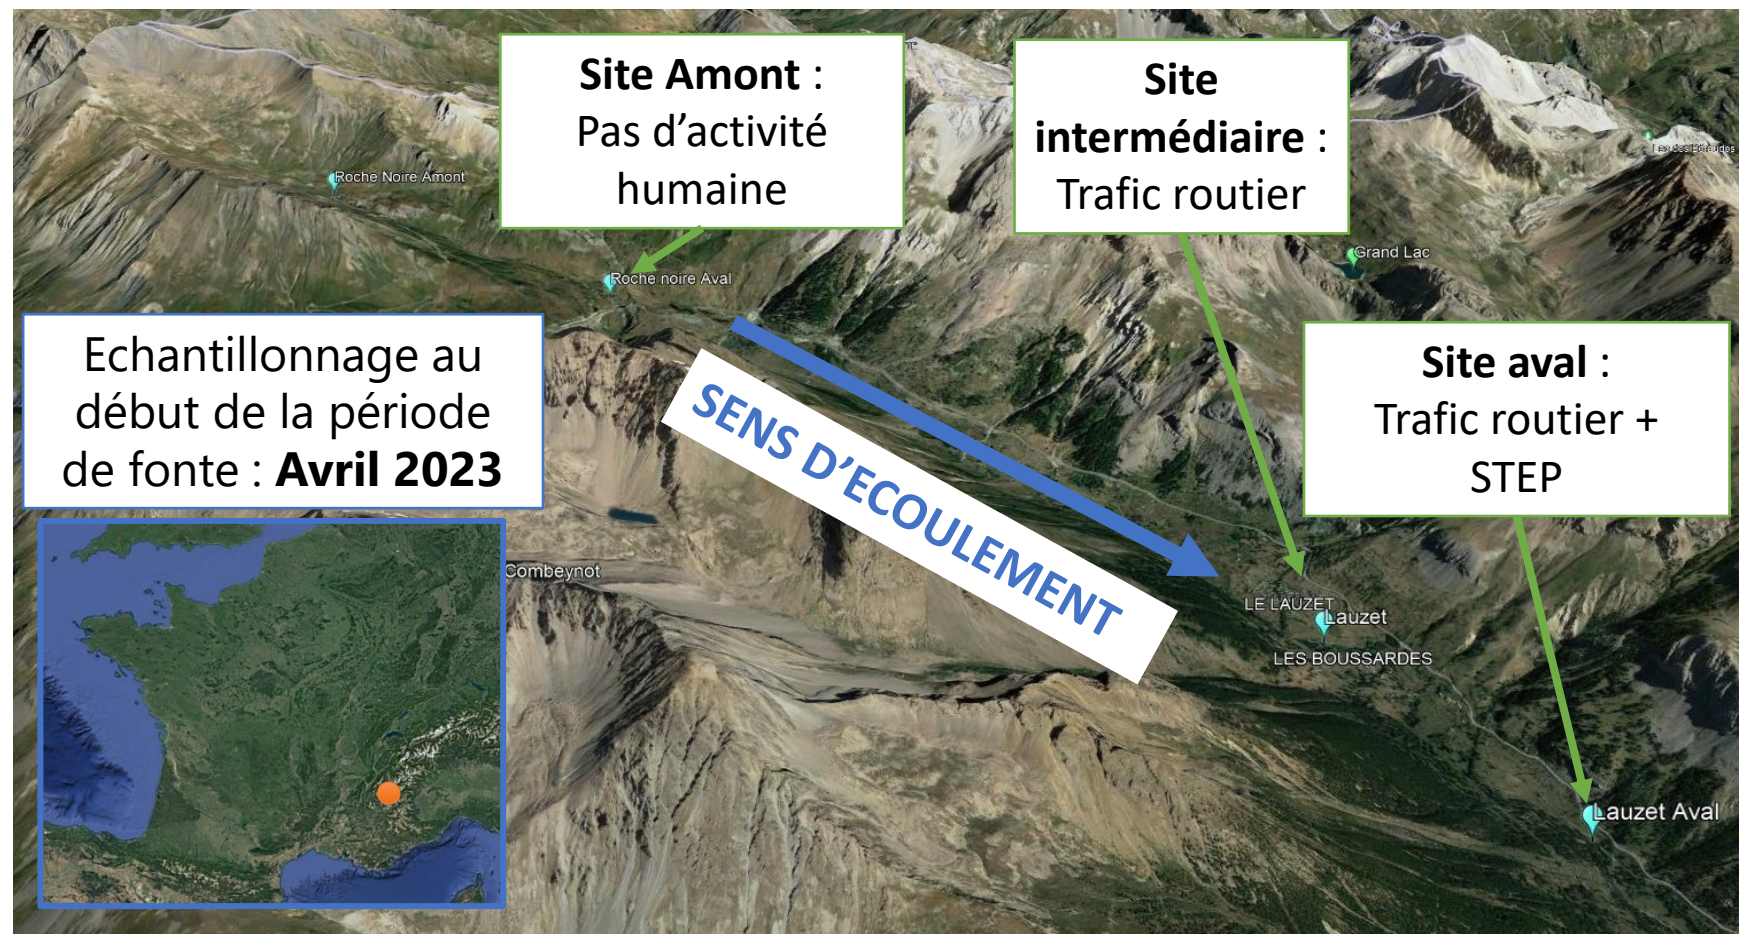 Site Amont :
Pas d’activité
humaine
Site
intermédiaire :
Trafic routier
Roche Noire Amont
Grand Lac
Roche noire Aval
Echantillonnage au
début de la période
de fonte : Avril 2023
Site aval :
Trafic routier +
STEP
SENS D’ECOULEMENT
Combeynot
LE LAUZET
Lauzet
LES BOUSSARDES
Lauzet Aval